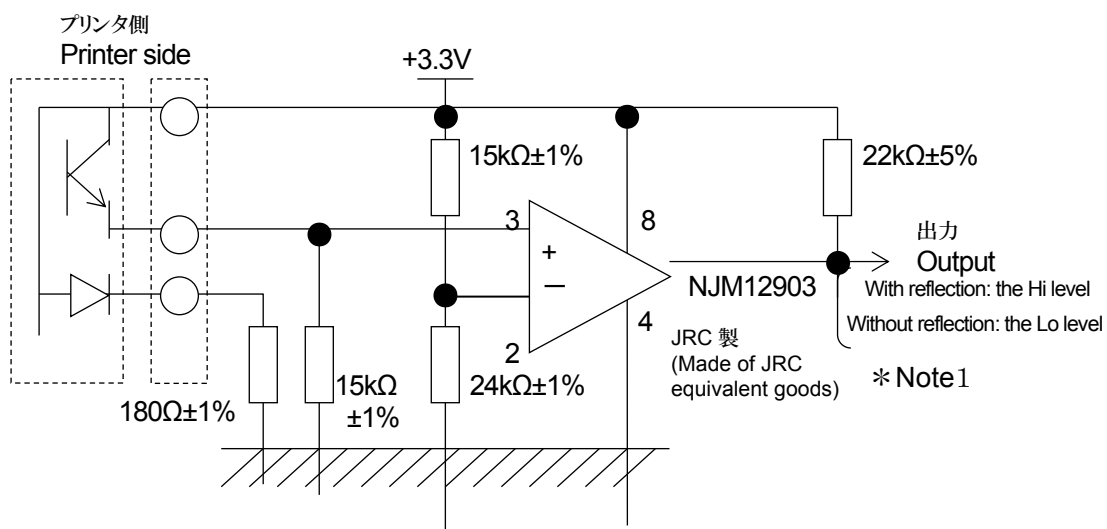 プリンタ側
Printer side
+3.3V
15kΩ±1%
22kΩ±5%
3
8
+
−
出力
Output
NJM12903
With reflection: the Hi level
Without reflection: the Lo level
2
4
JRC 製
(Made of JRC
equivalent goods)
*Note1
180Ω±1%
15kΩ
±1%
24kΩ±1%